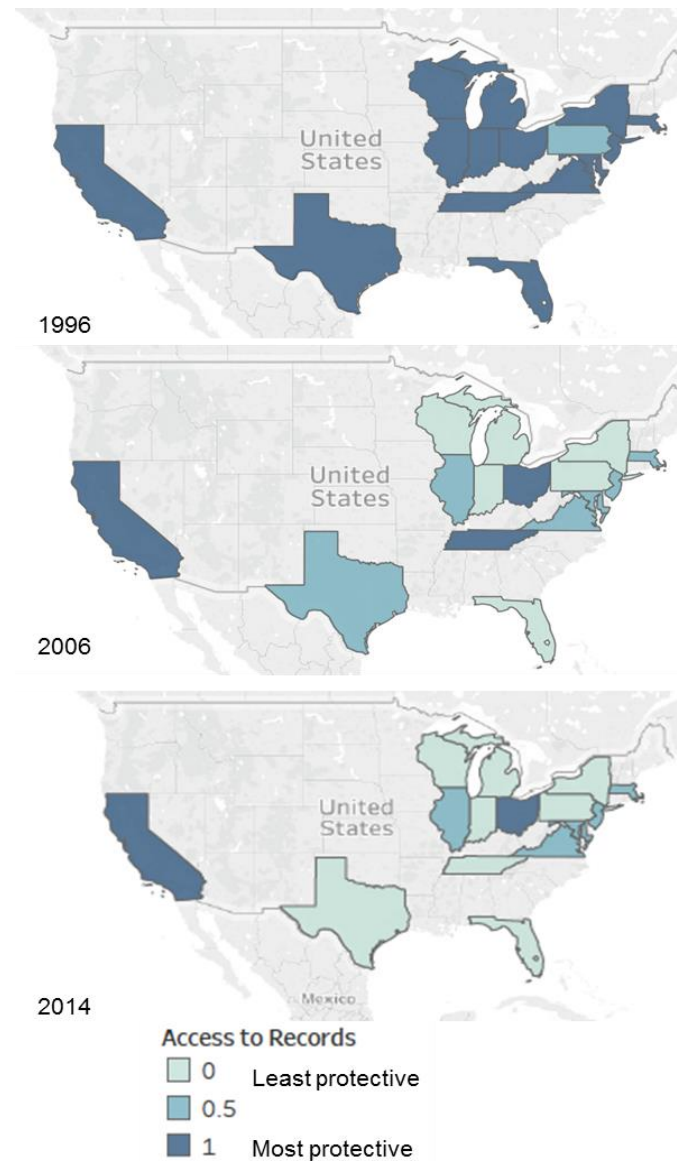 United
States
1996
United
States
2006
United
States
Mexico
2014
Access to Records
0 Least protective
0.5
1 Most protective